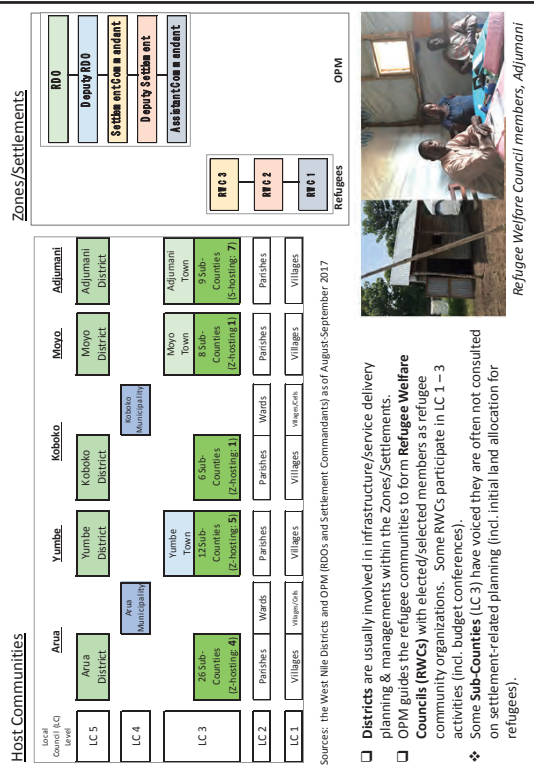 Host Communities
Zones/Settlements
Local
Council (LC)
Level
Arua
Yumbe
Koboko
Moyo
Adjumani
LC 5
Arua
District
Yumbe
District
Koboko
District
Moyo
District
Adjumani
District
LC 4
Arua
Municipality
Koboko
Municipality
LC 3
26 Sub-
Counties
(Z-hosting: 4)
Yumbe
Town
12 Sub-
Counties
(Z-hosting: 5)
6 Sub-
Counties
(Z-hosting: 1)
Moyo
Town
8 Sub-
Counties
(Z-hosting 1)
Adjumani
Town
9 Sub-
Counties
(S-hosting: 7)
LC 2
Parishes
Wards
Parishes
Parishes
Wards
Parishes
Parishes
LC 1
Villages
Villages/Cells
Villages
Villages
Villages/Cells
Villages
Villages
RDO
Deputy RDO
Settlement Commandant
Deputy Settlement
Assistant Commandant
OPM
RWC 3
RWC 2
RWC 1
Refugees
Sources: the West Nile Districts and OPM (RDOs and Settlement Commandants) as of August-September 2017
❑ Districts are usually involved in infrastructure/service delivery
planning & managements within the Zones/Settlements.
❑ OPM guides the refugee communities to form Refugee Welfare
Councils (RWCs) with elected/selected members as refugee
community organizations. Some RWCs participate in LC 1 – 3
activities (incl. budget conferences).
❖ Some Sub-Counties (LC 3) have voiced they are often not consulted
on settlement-related planning (incl. initial land allocation for
refugees).
Refugee Welfare Council members, Adjumani